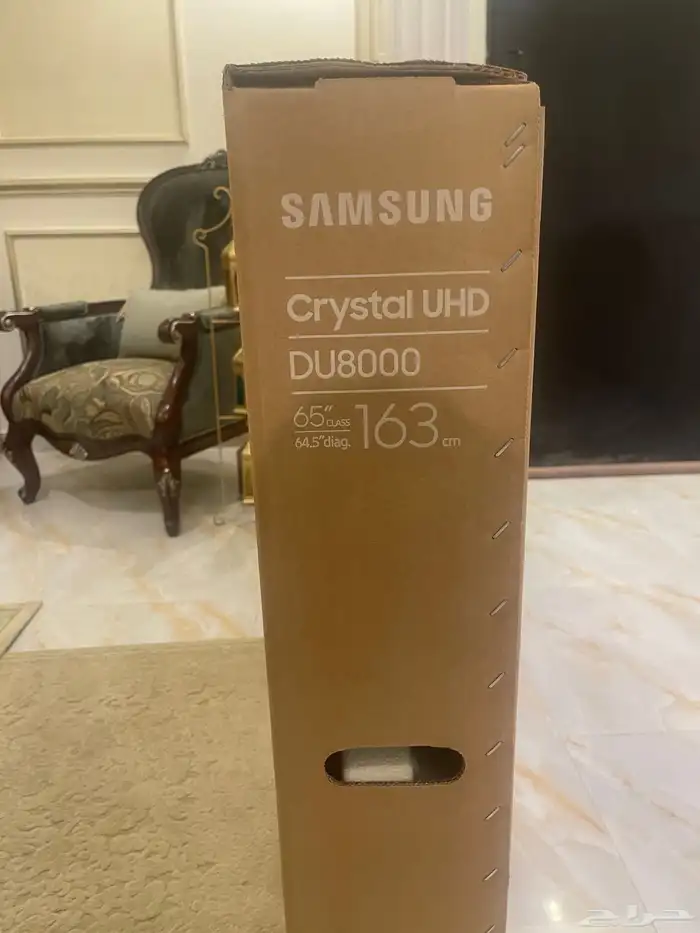 SAMSUNG
Crystal UHD
DU8000
65" CLASS
64.5" diag.
163 cm
حراج